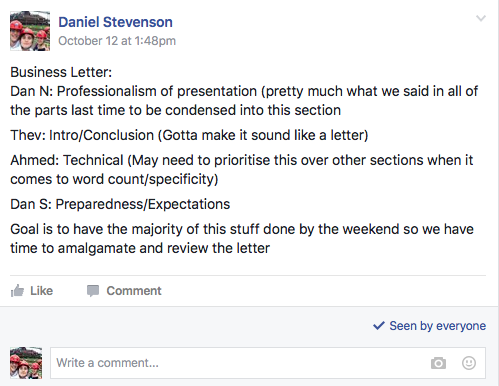 Daniel Stevenson
October 12 at 1:48pm
Business Letter:
Dan N: Professionalism of presentation (pretty much what we said in all of
the parts last time to be condensed into this section
Thev: Intro/Conclusion (Gotta make it sound like a letter)
Ahmed: Technical (May need to prioritise this over other sections when it
comes to word count/specificity)
Dan S: Preparedness/Expectations
Goal is to have the majority of this stuff done by the weekend so we have
time to amalgamate and review the letter
Like Comment
Seen by everyone
Write a comment...